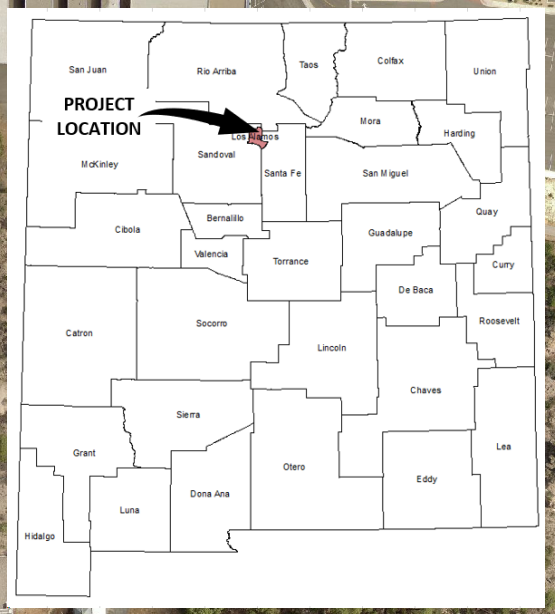 San Juan
Rio Arriba
Taos
Colfax
Union
PROJECT
LOCATION
Los Alamos
Mora
Harding
McKinley
Sandoval
Santa Fe
San Miguel
Quay
Cibola
Bernalillo
Guadalupe
Valencia
Torrance
Curry
De Baca
Catron
Socorro
Roosevelt
Lincoln
Chaves
Sierra
Grant
Lea
Otero
Eddy
Dona Ana
Luna
Hidalgo